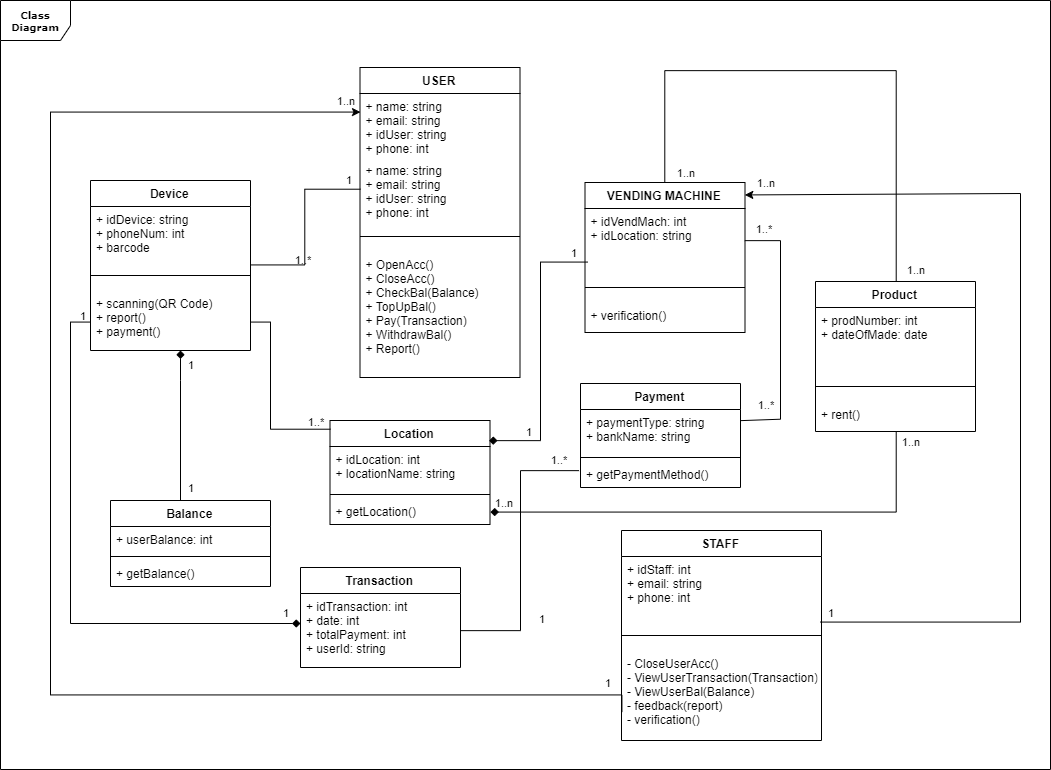 Class
Diagram
USER
+ name: string
+ email: string
+ idUser: string
+ phone: int
+ name: string
+ email: string
+ idUser: string
+ phone: int
+ OpenAcc()
+ CloseAcc()
+ CheckBal(Balance)
+ TopUpBal()
+ Pay(Transaction)
+ WithdrawBal()
+ Report()
1..n
1
1..*
Device
+ idDevice: string
+ phoneNum: int
+ barcode
+ scanning(QR Code)
+ report()
+ payment()
1
1
1
1..*
VENDING MACHINE
+ idVendMach: int
+ idLocation: string
+ verification()
1..n
1..n
1..*
1
1..n
Product
+ prodNumber: int
+ dateOfMade: date
+ rent()
1..n
Payment
+ paymentType: string
+ bankName: string
+ getPaymentMethod()
1..*
1..*
Location
+ idLocation: int
+ locationName: string
+ getLocation()
1
1..n
Balance
+ userBalance: int
+ getBalance()
Transaction
+ idTransaction: int
+ date: int
+ totalPayment: int
+ userId: string
1
1
STAFF
+ idStaff: int
+ email: string
+ phone: int
- CloseUserAcc()
- ViewUserTransaction(Transaction)
- ViewUserBal(Balance)
- feedback(report)
- verification()
1
1